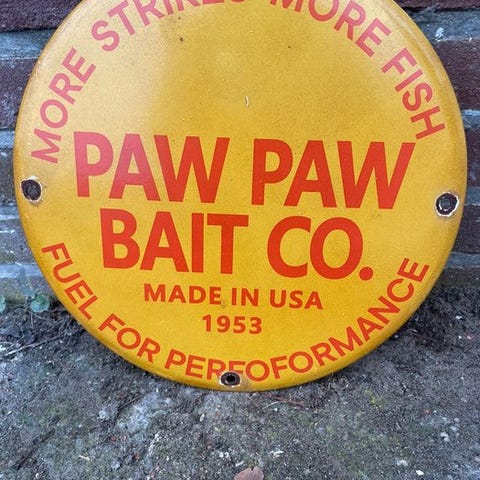 MORE STRIKES MORE FISH
PAW PAW
BAIT CO.
MADE IN USA
1953
FUEL FOR PERFOFORMANCE